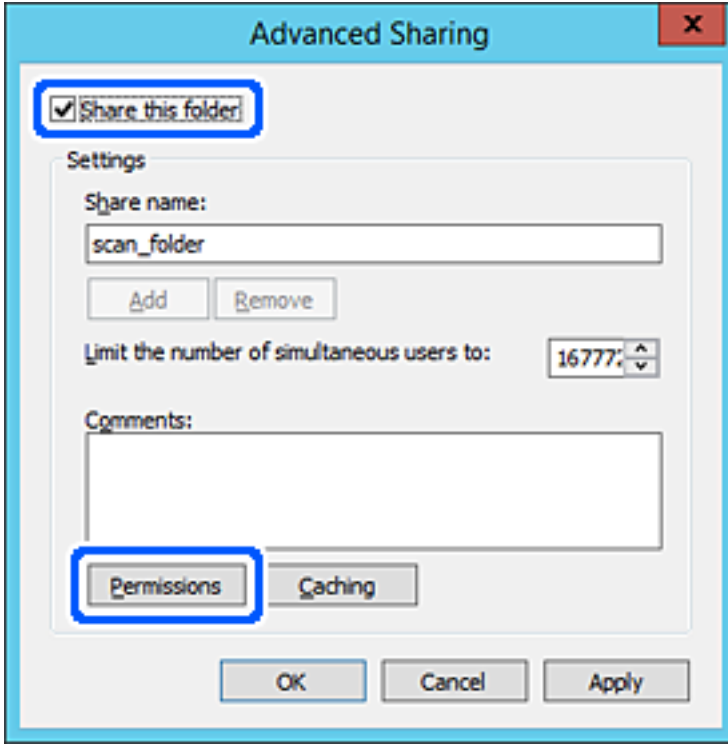 Advanced Sharing
Share this folder
Settings
Share name:
scan_folder
Add Remove
Limit the number of simultaneous users to:
Comments:
Permissions Caching
OK Cancel Apply